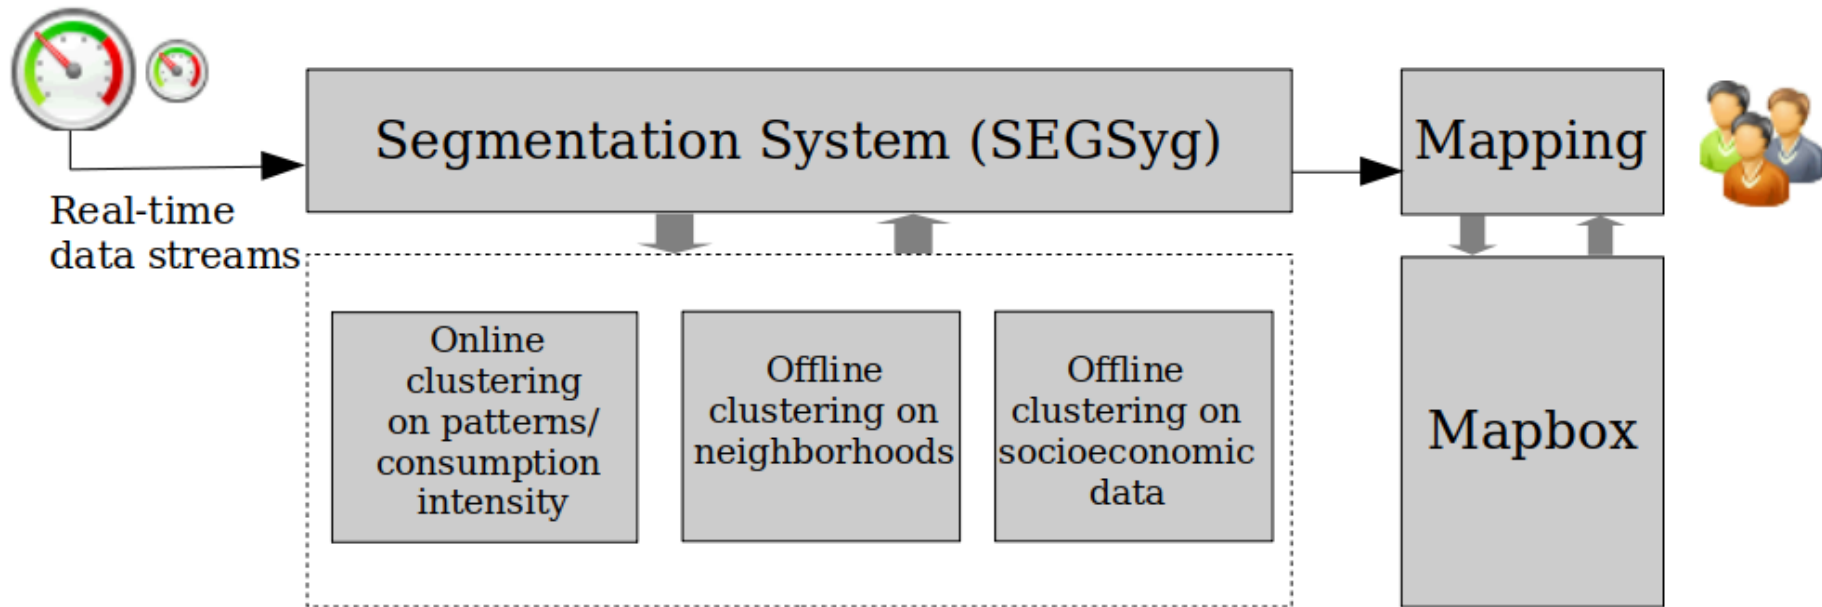 Segmentation System (SEGSyg)
Mapping
Real-time
data streams
Online
clustering
on patterns/
consumption
intensity
Offline
clustering on
neighborhoods
Offline
clustering on
socioeconomic
data
Mapbox